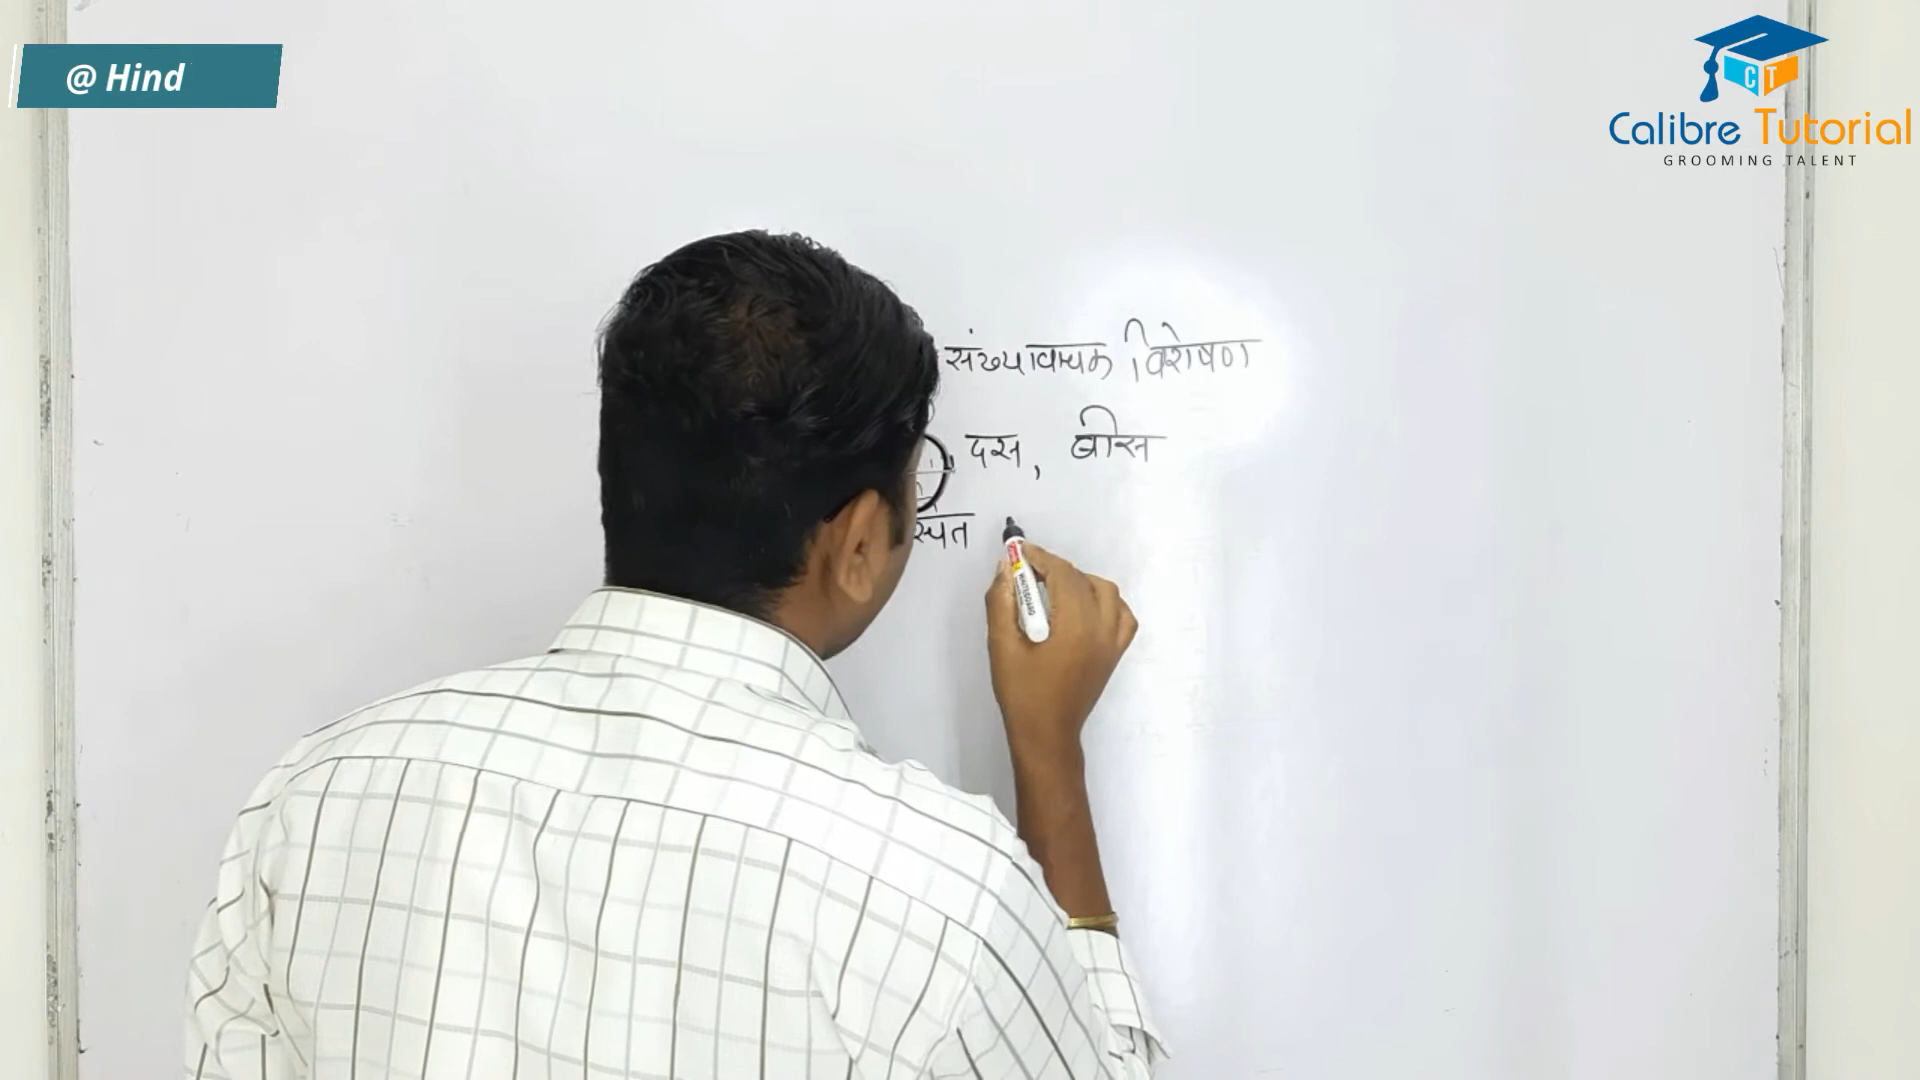 @ Hind
C T
Calibre Tutorial
GROOMING TALENT
संख्यावाचक विशेषण
दस, बीस